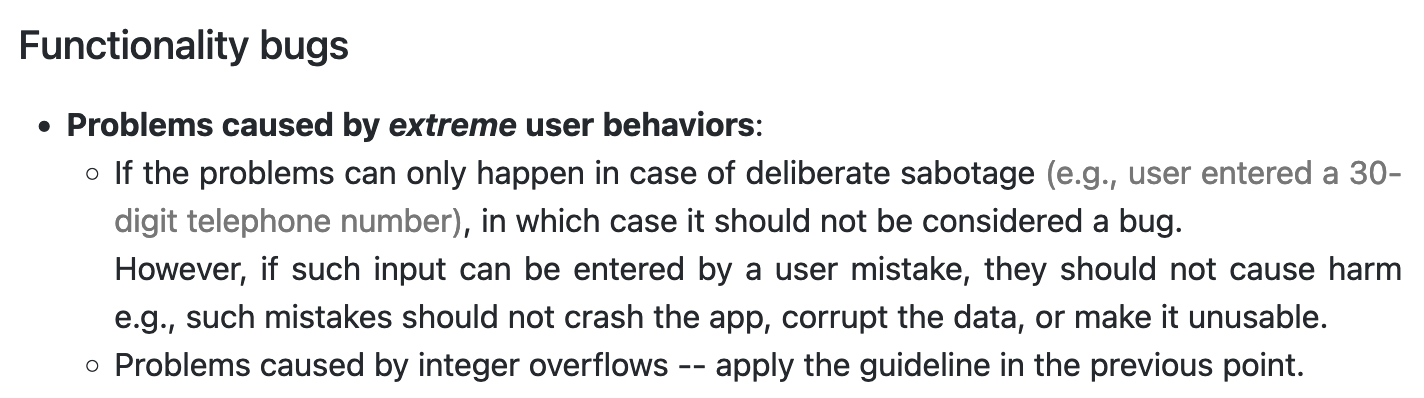 Functionality bugs
• Problems caused by extreme user behaviors:
◦ If the problems can only happen in case of deliberate sabotage (e.g., user entered a 30-
digit telephone number), in which case it should not be considered a bug.
However, if such input can be entered by a user mistake, they should not cause harm
e.g., such mistakes should not crash the app, corrupt the data, or make it unusable.
◦ Problems caused by integer overflows -- apply the guideline in the previous point.